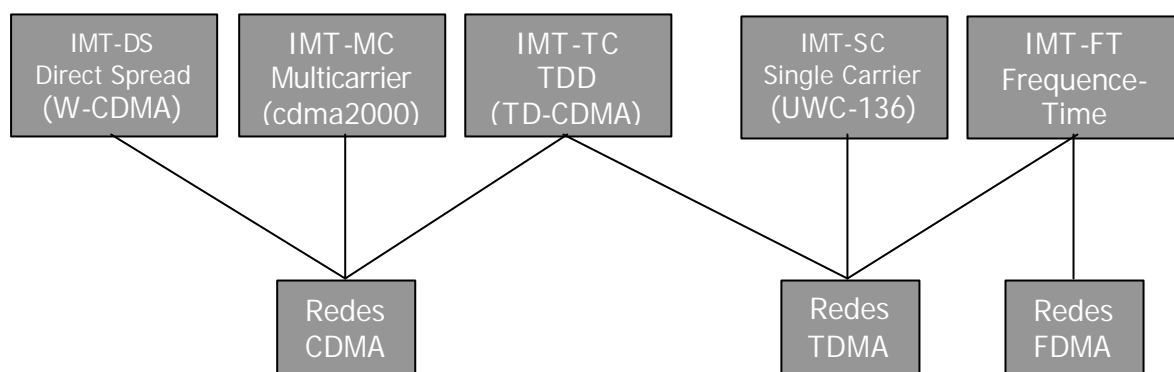 IMT-DS
Direct Spread
(W-CDMA)
IMT-MC
Multicarrier
(cdma2000)
IMT-TC
TDD
(TD-CDMA)
IMT-SC
Single Carrier
(UWC-136)
IMT-FT
Frequence-
Time
Redes
CDMA
Redes
TDMA
Redes
FDMA